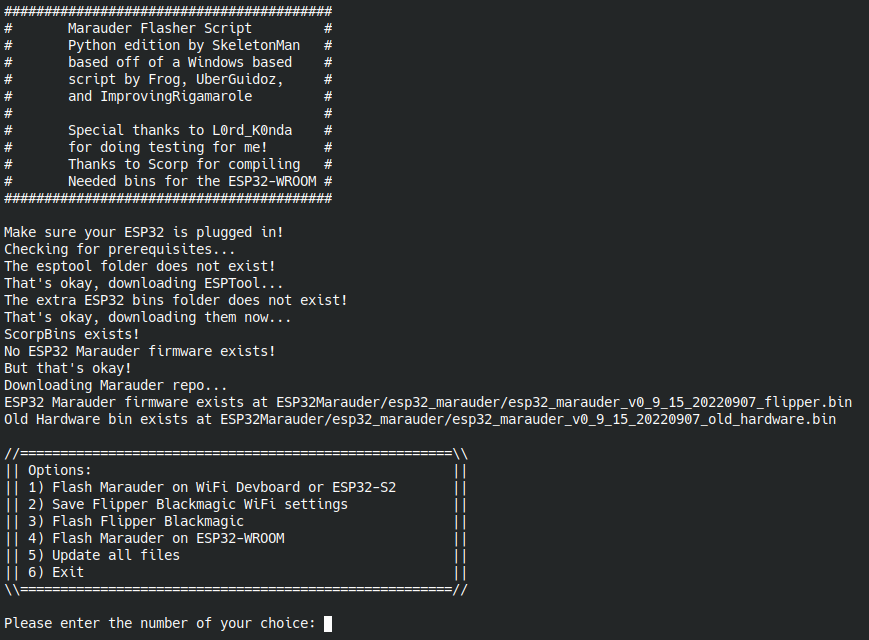 #########################################
#       Marauder Flasher Script         #
#       Python edition by SkeletonMan   #
#       based off of a Windows based    #
#       script by Frog, UberGuidoz,     #
#       and ImprovingRigamarole         #
#                                       #
#       Special thanks to L0rd_K0nda    #
#       for doing testing for me!       #
#       Thanks to Scorp for compiling   #
#       Needed bins for the ESP32-WROOM #
#########################################
Make sure your ESP32 is plugged in!
Checking for prerequisites...
The esptool folder does not exist!
That's okay, downloading ESPTool...
The extra ESP32 bins folder does not exist!
That's okay, downloading them now...
ScorpBins exists!
No ESP32 Marauder firmware exists!
But that's okay!
Downloading Marauder repo...
ESP32 Marauder firmware exists at ESP32Marauder/esp32_marauder/esp32_marauder_v0_9_15_20220907_flipper.bin
Old Hardware bin exists at ESP32Marauder/esp32_marauder/esp32_marauder_v0_9_15_20220907_old_hardware.bin
//======================================================\\
|| Options:                                             ||
|| 1) Flash Marauder on WiFi Devboard or ESP32-S2       ||
|| 2) Save Flipper Blackmagic WiFi settings             ||
|| 3) Flash Flipper Blackmagic                          ||
|| 4) Flash Marauder on ESP32-WROOM                     ||
|| 5) Update all files                                  ||
|| 6) Exit                                              ||
\\======================================================//
Please enter the number of your choice: